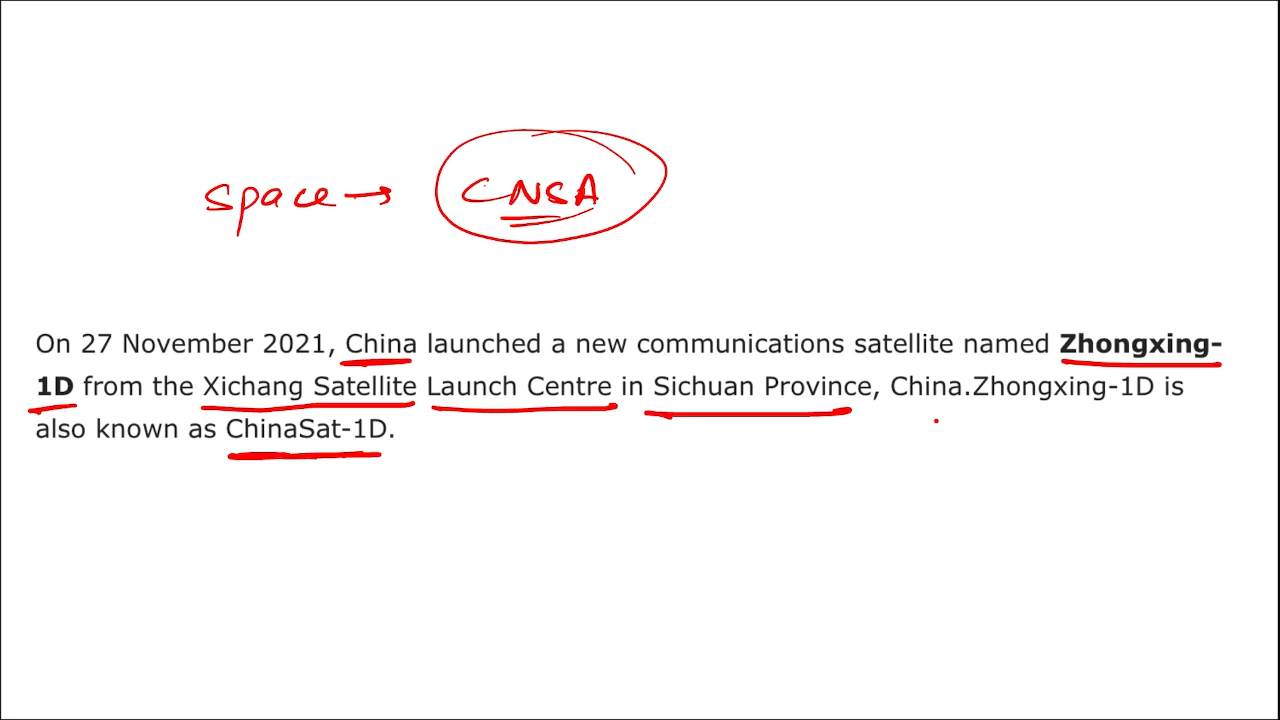 space → CNSA
On 27 November 2021, China launched a new communications satellite named Zhongxing-
1D from the Xichang Satellite Launch Centre in Sichuan Province, China.Zhongxing-1D is
also known as ChinaSat-1D.